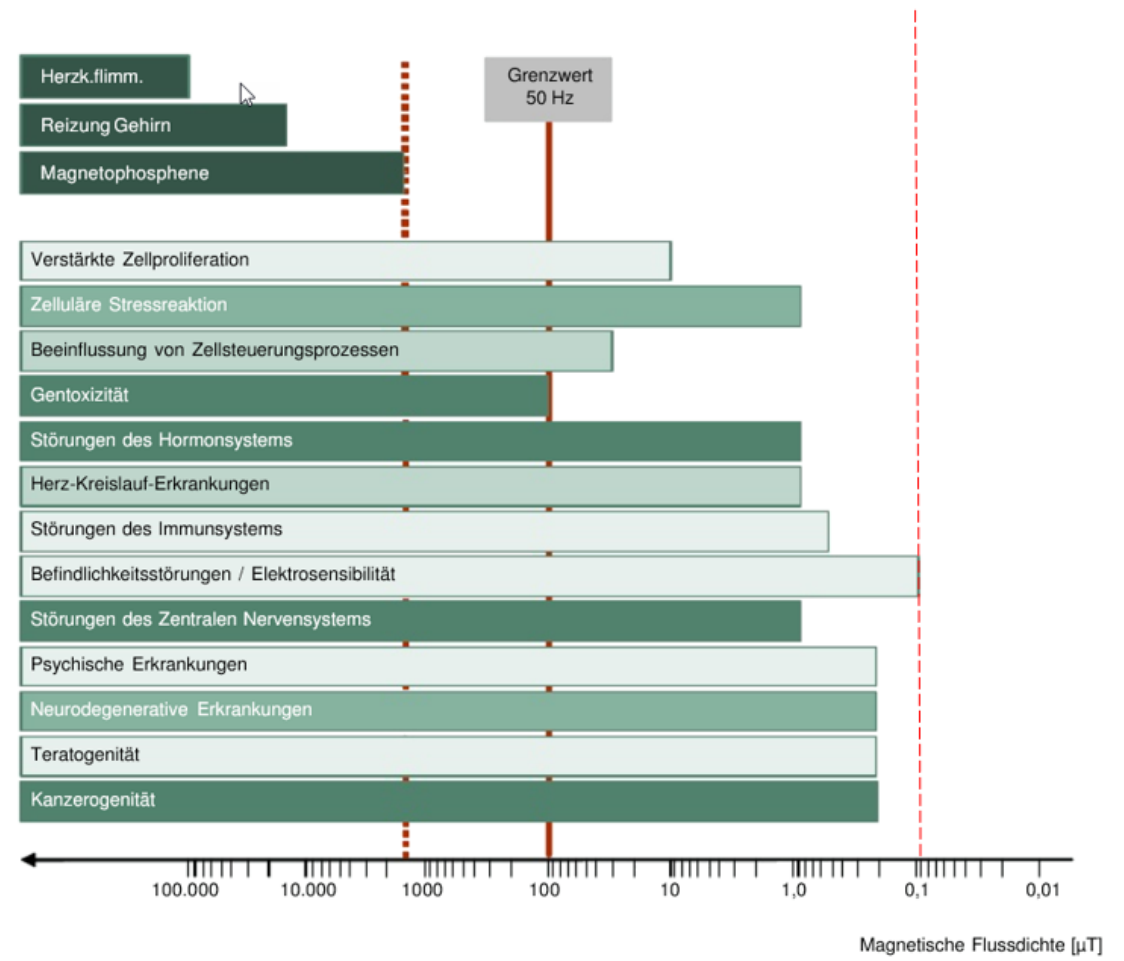 Herzk.flimm.
Reizung Gehirn
Magnetophosphene
Grenzwert
50 Hz
Verstärkte Zellproliferation
Zelluläre Stressreaktion
Beeinflussung von Zellsteuerungsprozessen
Gentoxizität
Störungen des Hormonsystems
Herz-Kreislauf-Erkrankungen
Störungen des Immunsystems
Befindlichkeitsstörungen / Elektrosensibilität
Störungen des Zentralen Nervensystems
Psychische Erkrankungen
Neurodegenerative Erkrankungen
Teratogenität
Kanzerogenität
100.000 10.000 1000 100 10 1,0 0,1 0,01
Magnetische Flussdichte [µT]